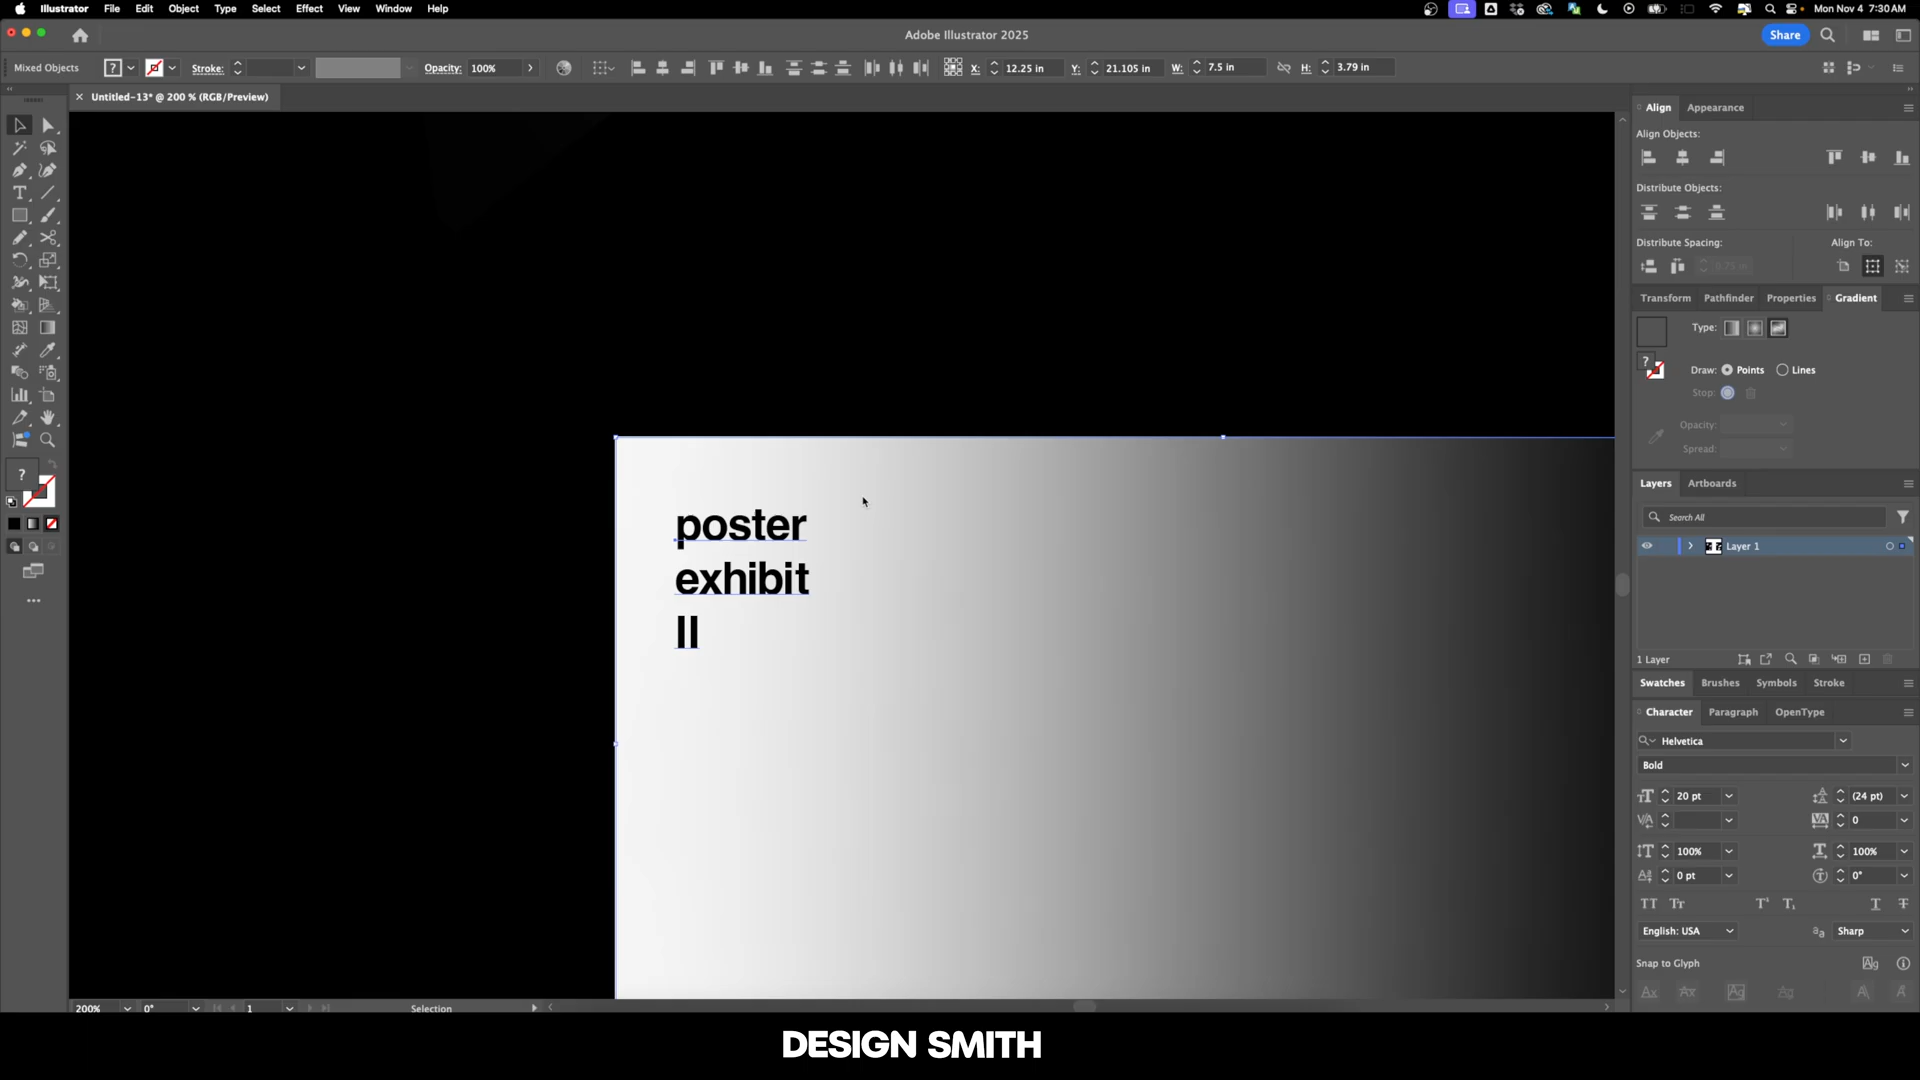 Illustrator File Edit Object Type Select Effect View Window Help
Mon Nov 4 7:30 AM
Adobe Illustrator 2025
Share
Mixed Objects
Stroke:
Opacity: 100%
X: 12.25 in
Y: 21.105 in
W: 7.5 in
H: 3.79 in
Untitled-13* @ 200 % (RGB/Preview)
Align Appearance
Align Objects:
Distribute Objects:
Distribute Spacing:
Align To:
0.75 in
Transform Pathfinder Properties Gradient
Type:
?
Draw: Points Lines
Stop:
Opacity:
Spread:
Layers Artboards
Search All
Layer 1
1 Layer
Swatches Brushes Symbols Stroke
Character Paragraph OpenType
Helvetica
Bold
20 pt
(24 pt)
0
100%
100%
0 pt
0°
English: USA
Sharp
Snap to Glyph
poster
exhibit
II
200%
0°
1
Selection
DESIGN SMITH